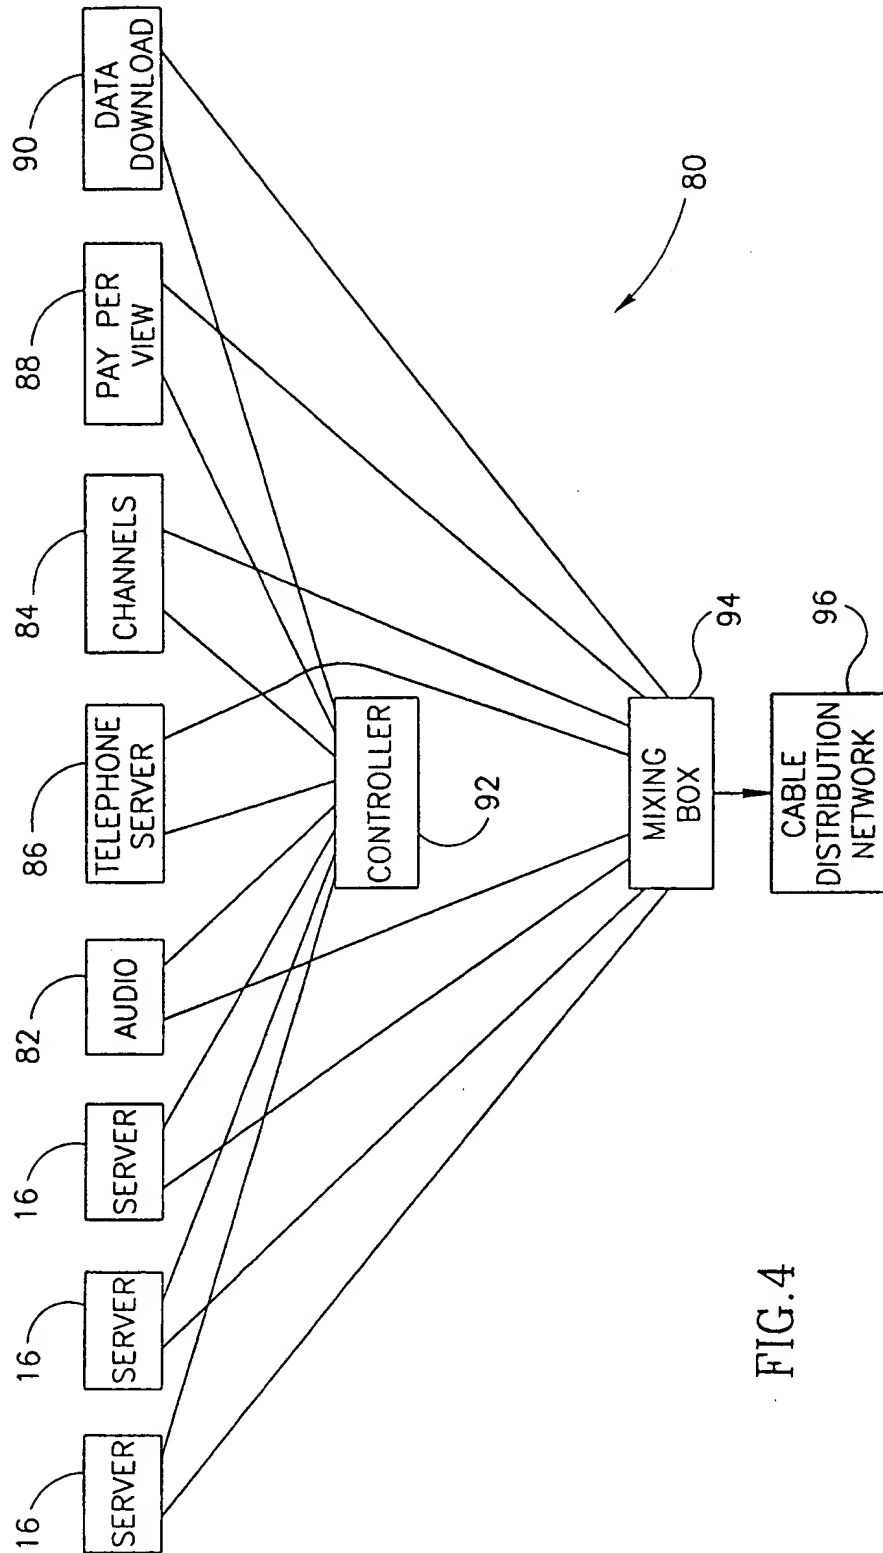 16
16
16
82
86
84
88
90
SERVER
SERVER
SERVER
AUDIO
TELEPHONE
SERVER
CHANNELS
PAY PER
VIEW
DATA
DOWNLOAD
80
CONTROLLER
92
94
MIXING
BOX
96
CABLE
DISTRIBUTION
NETWORK
FIG.4